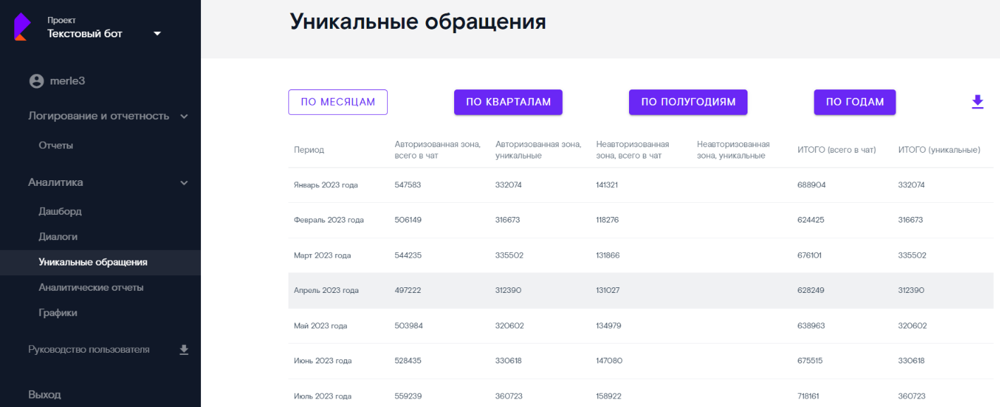 Проект
Текстовый бот
merle3
Логирование и отчетность
Отчеты
Аналитика
Дашборд
Диалоги
Уникальные обращения
Аналитические отчеты
Графики
Руководство пользователя
Выход
Уникальные обращения
ПО МЕСЯЦАМ ПО КВАРТАЛАМ ПО ПОЛУГОДИЯМ ПО ГОДАМ
Период Авторизованная зона, всего в чат Авторизованная зона, уникальные Неавторизованная зона, всего в чат Неавторизованная зона, уникальные ИТОГО (всего в чат) ИТОГО (уникальные)
Январь 2023 года 547583 332074 141321 688904 332074
Февраль 2023 года 506149 316673 118276 624425 316673
Март 2023 года 544235 335502 131866 676101 335502
Апрель 2023 года 497222 312390 131027 628249 312390
Май 2023 года 503984 320602 134979 638963 320602
Июнь 2023 года 528435 330618 147080 675515 330618
Июль 2023 года 559239 360723 158922 718161 360723